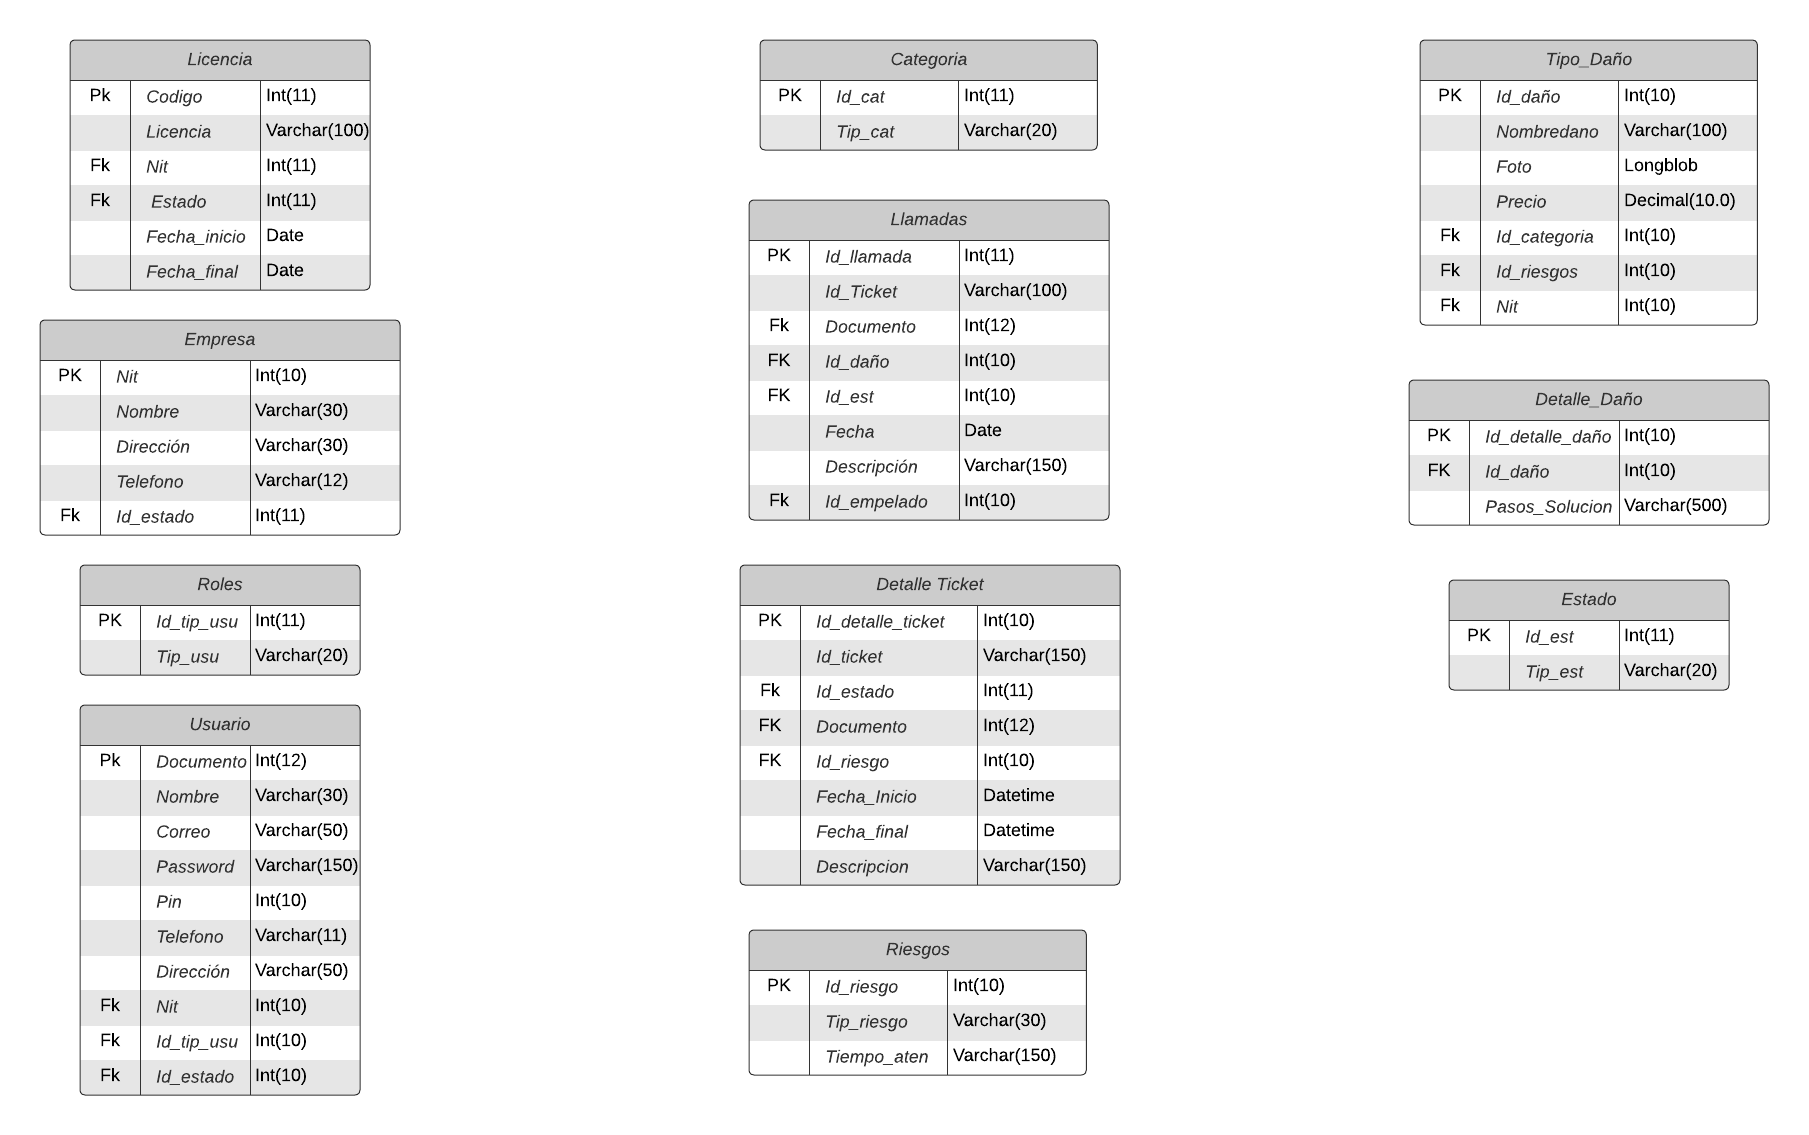 Licencia
Pk Codigo Int(11)
Licencia Varchar(100)
Fk Nit Int(11)
Fk Estado Int(11)
Fecha_inicio Date
Fecha_final Date
Empresa
PK Nit Int(10)
Nombre Varchar(30)
Dirección Varchar(30)
Telefono Varchar(12)
Fk Id_estado Int(11)
Roles
PK Id_tip_usu Int(11)
Tip_usu Varchar(20)
Usuario
Pk Documento Int(12)
Nombre Varchar(30)
Correo Varchar(50)
Password Varchar(150)
Pin Int(10)
Telefono Varchar(11)
Dirección Varchar(50)
Fk Nit Int(10)
Fk Id_tip_usu Int(10)
Fk Id_estado Int(10)
Categoria
PK Id_cat Int(11)
Tip_cat Varchar(20)
Llamadas
PK Id_llamada Int(11)
Id_Ticket Varchar(100)
Fk Documento Int(12)
FK Id_daño Int(10)
FK Id_est Int(10)
Fecha Date
Descripción Varchar(150)
Fk Id_empelado Int(10)
Detalle Ticket
PK Id_detalle_ticket Int(10)
Id_ticket Varchar(150)
Fk Id_estado Int(11)
FK Documento Int(12)
FK Id_riesgo Int(10)
Fecha_Inicio Datetime
Fecha_final Datetime
Descripcion Varchar(150)
Riesgos
PK Id_riesgo Int(10)
Tip_riesgo Varchar(30)
Tiempo_aten Varchar(150)
Tipo_Daño
PK Id_daño Int(10)
Nombredano Varchar(100)
Foto Longblob
Precio Decimal(10.0)
Fk Id_categoria Int(10)
Fk Id_riesgos Int(10)
Fk Nit Int(10)
Detalle_Daño
PK Id_detalle_daño Int(10)
FK Id_daño Int(10)
Pasos_Solucion Varchar(500)
Estado
PK Id_est Int(11)
Tip_est Varchar(20)